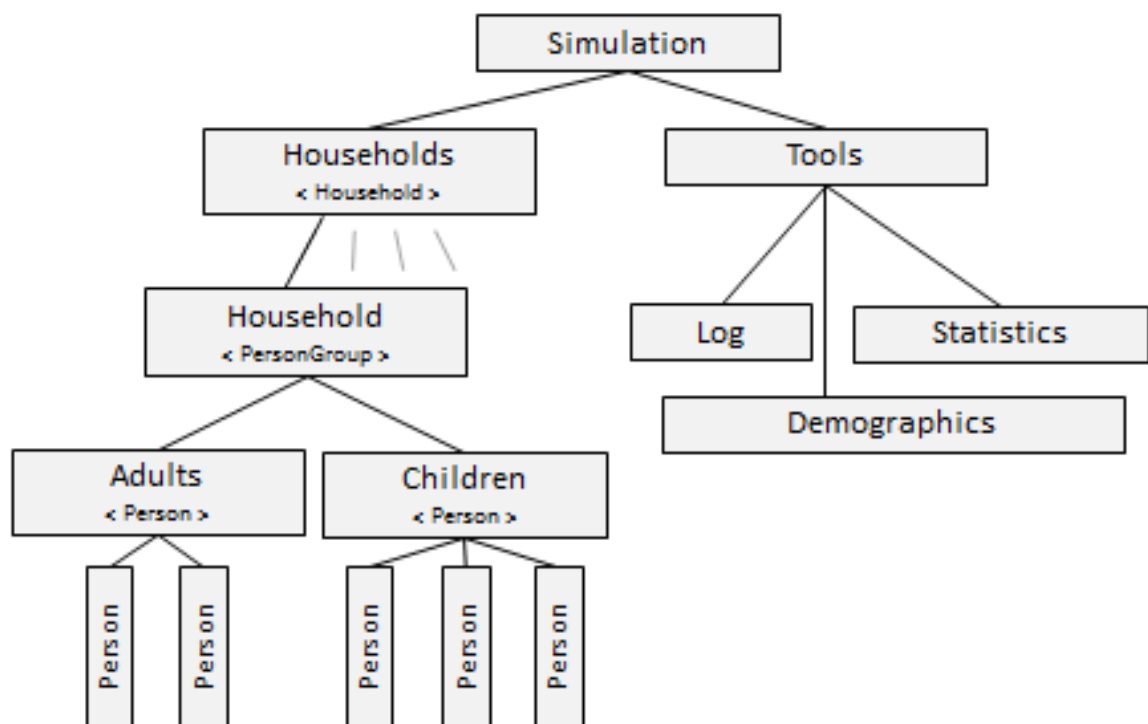 Simulation
Households
< Household >
Tools
Household
< PersonGroup >
Log
Statistics
Demographics
Adults
< Person >
Children
< Person >
Person
Person
Person
Person
Person